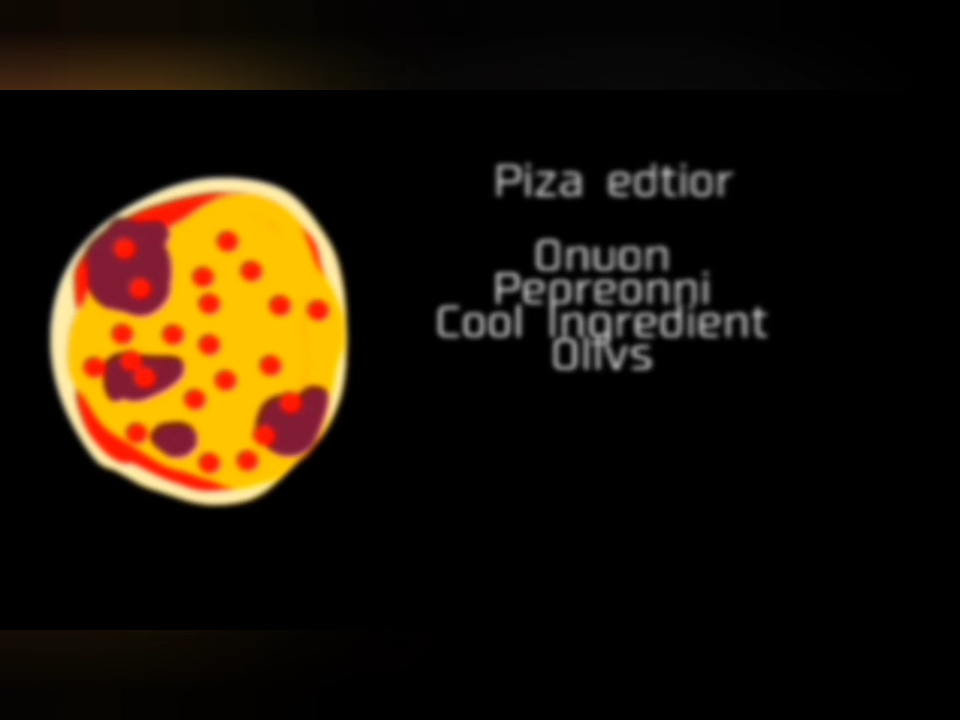 Piza edtior
Onuon
Pepreonni
Cool Ingredient
Olivs